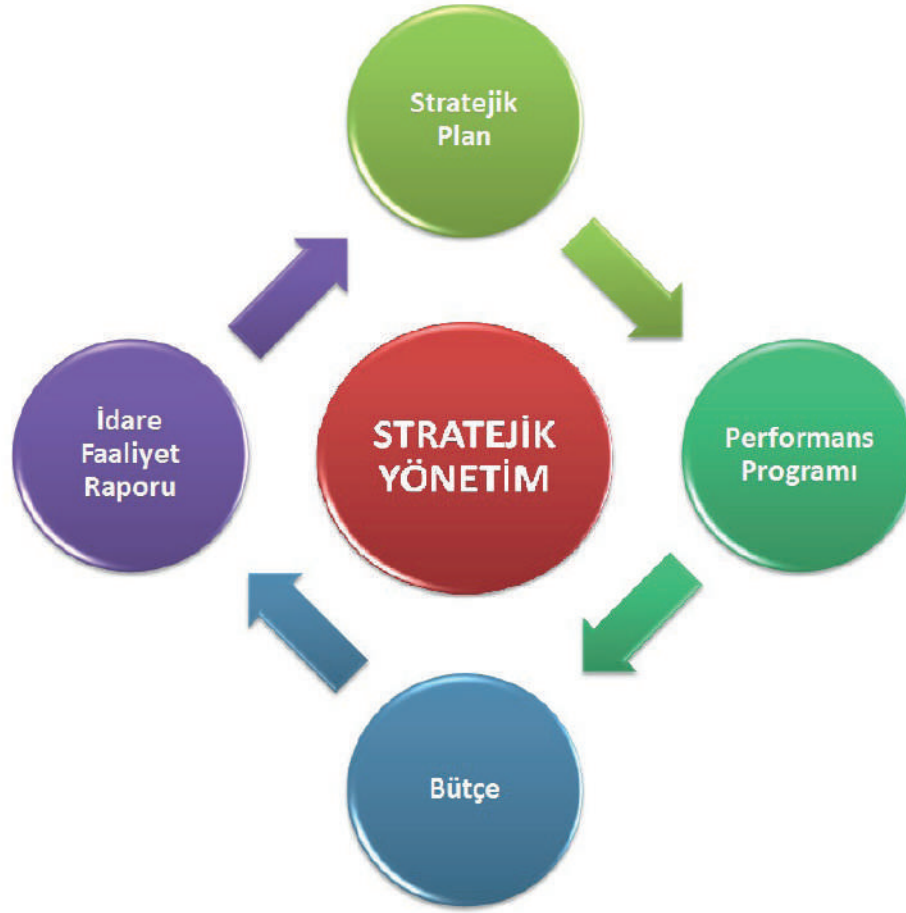 Stratejik
Plan
İdare
Faaliyet
Raporu
STRATEJİK
YÖNETİM
Performans
Programı
Bütçe